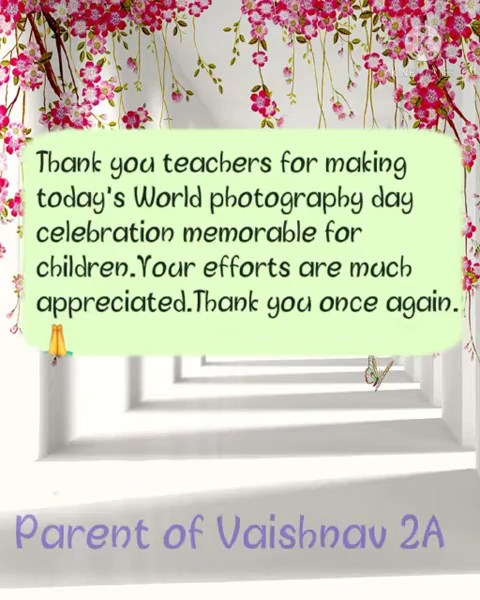 Thank you teachers for making
today's World photography day
celebration memorable for
children.Your efforts are much
appreciated.Thank you once again.
🙏
Parent of Vaishnav 2A